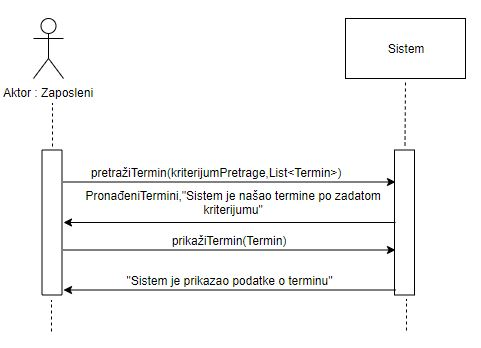 Sistem
Aktor : Zaposleni
pretražiTermin(kriterijumPretrage,List<Termin>)
PronađeniTermini,"Sistem je našao termine po zadatom
kriterijumu"
prikažiTermin(Termin)
"Sistem je prikazao podatke o terminu"